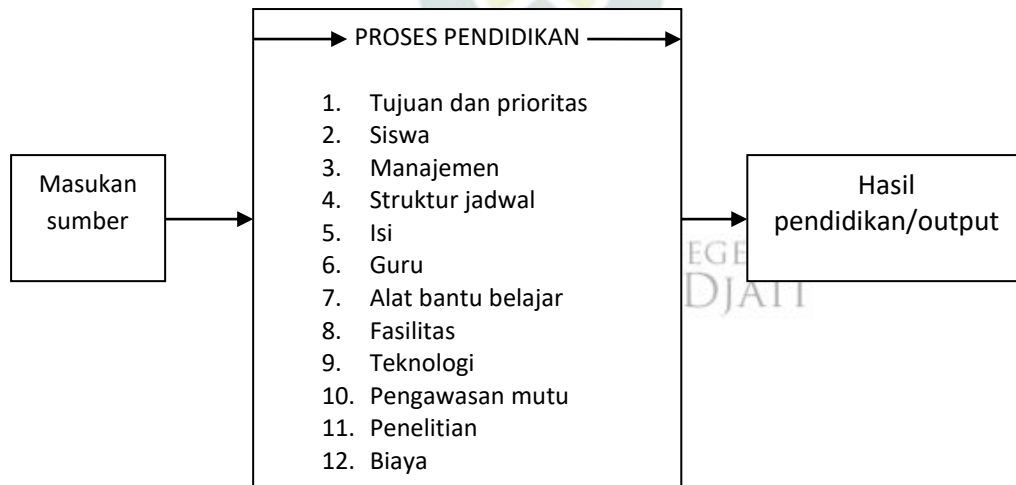 PROSES PENDIDIKAN
1. Tujuan dan prioritas
2. Siswa
3. Manajemen
4. Struktur jadwal
5. Isi
6. Guru
7. Alat bantu belajar
8. Fasilitas
9. Teknologi
10. Pengawasan mutu
11. Penelitian
12. Biaya
Masukan
sumber
Hasil
pendidikan/output